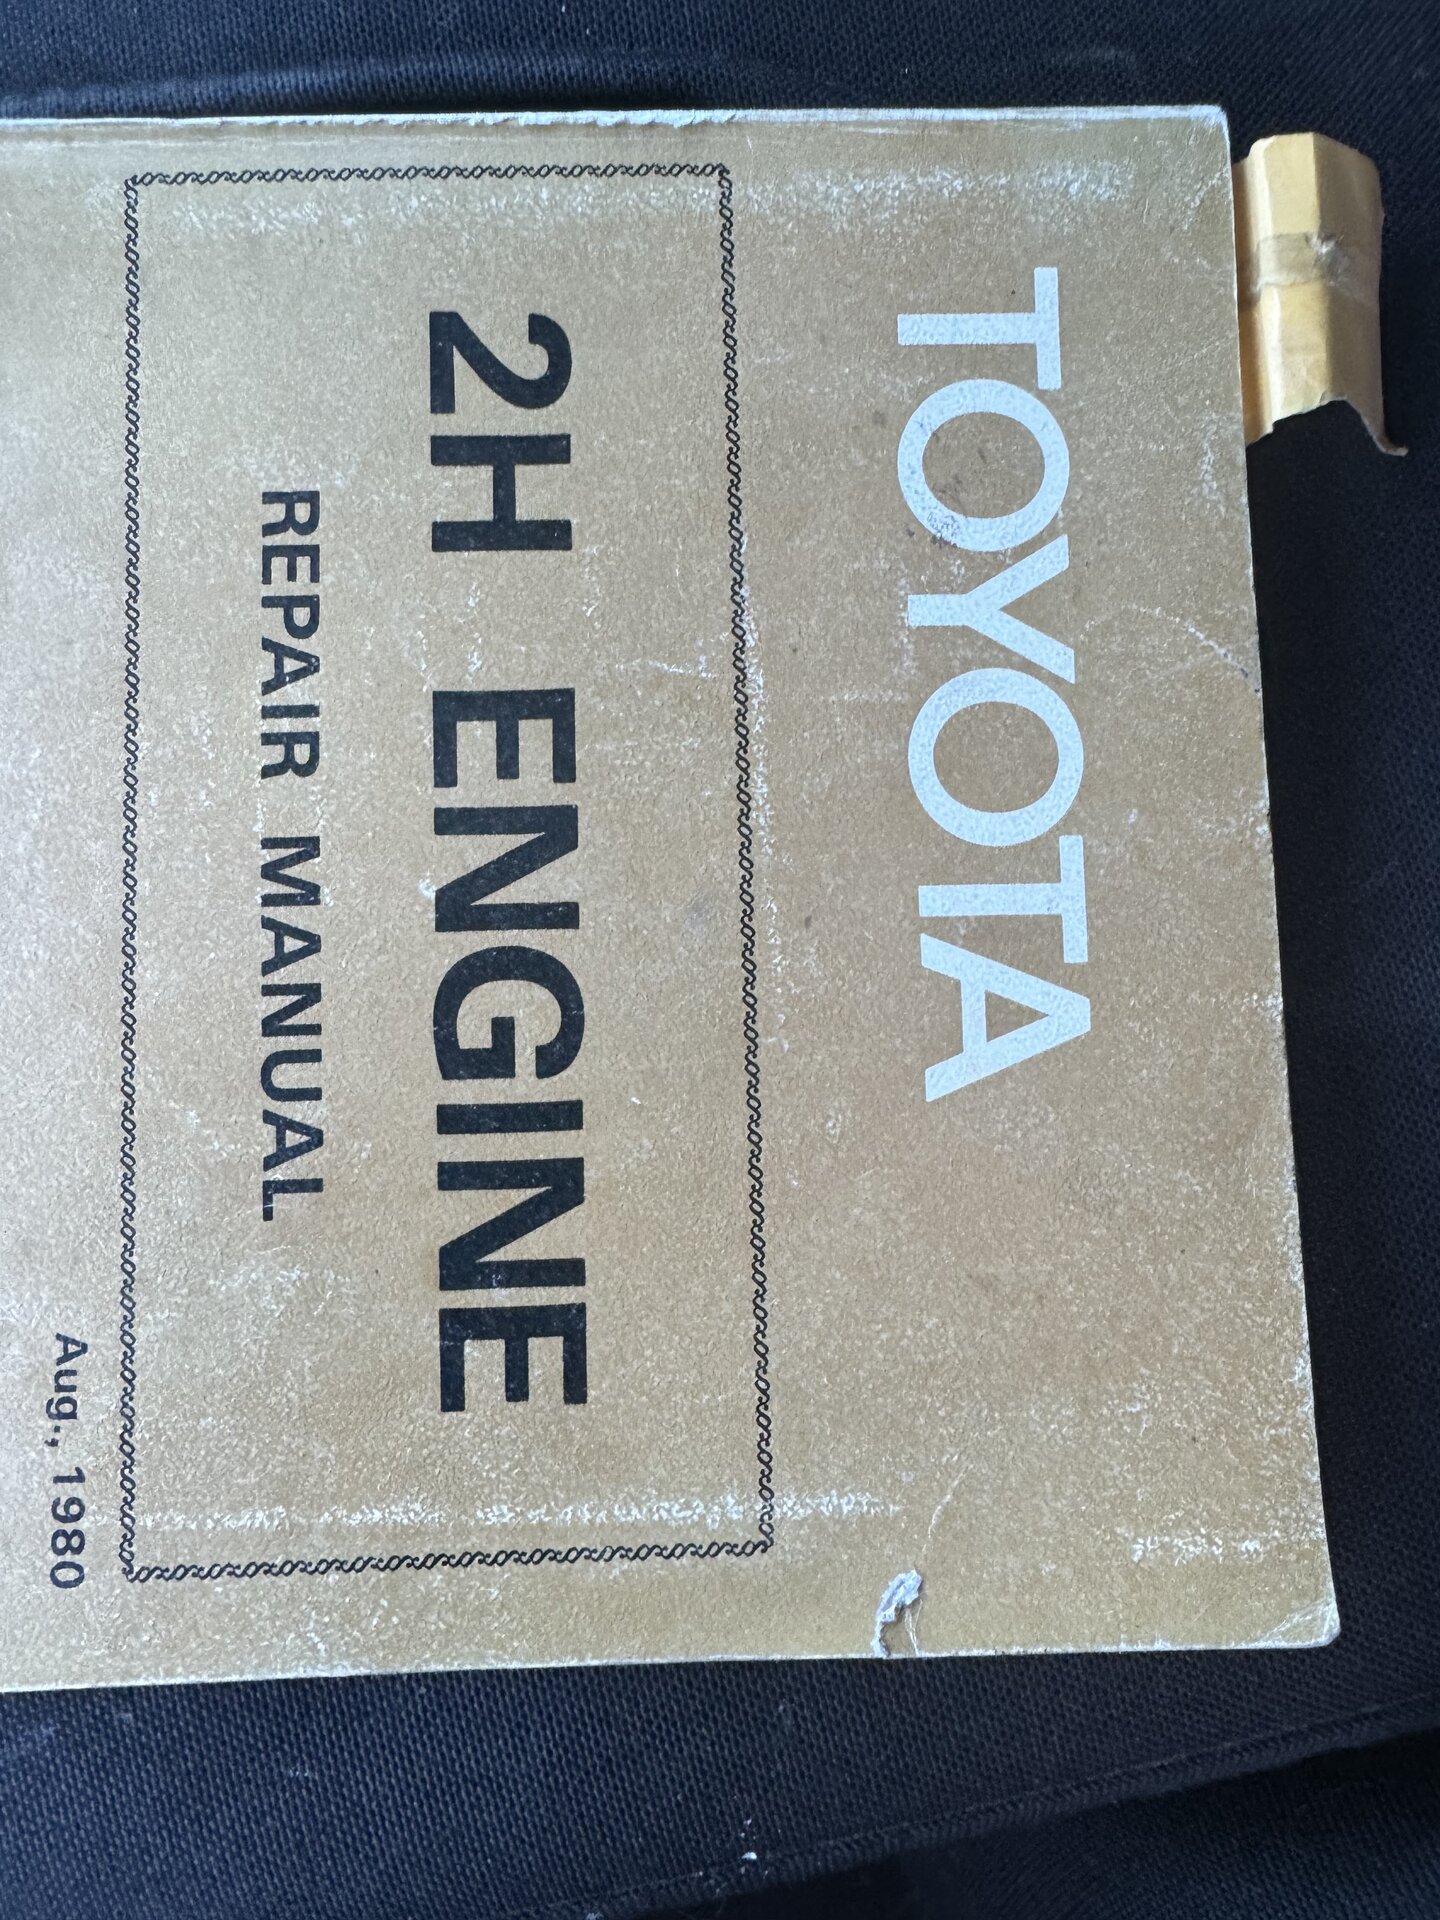 TOYOTA
2H ENGINE
REPAIR MANUAL
Aug., 1980